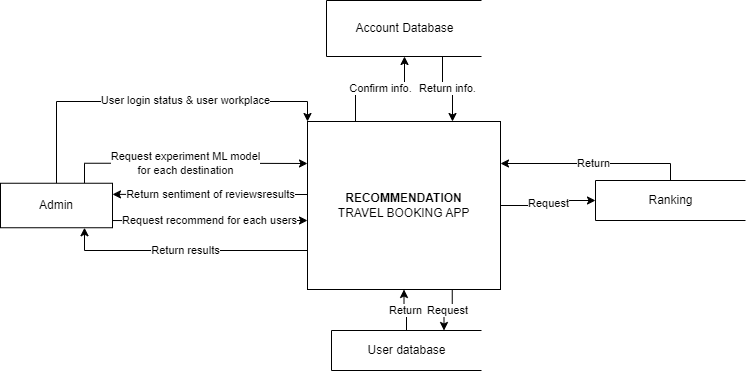 Account Database
Confirm info.
Return info.
User login status & user workplace
Request experiment ML model
for each destination
Return
Return sentiment of reviewsresults
RECOMMENDATION
TRAVEL BOOKING APP
Admin
Ranking
Request
Request recommend for each users
Return results
Return
Request
User database